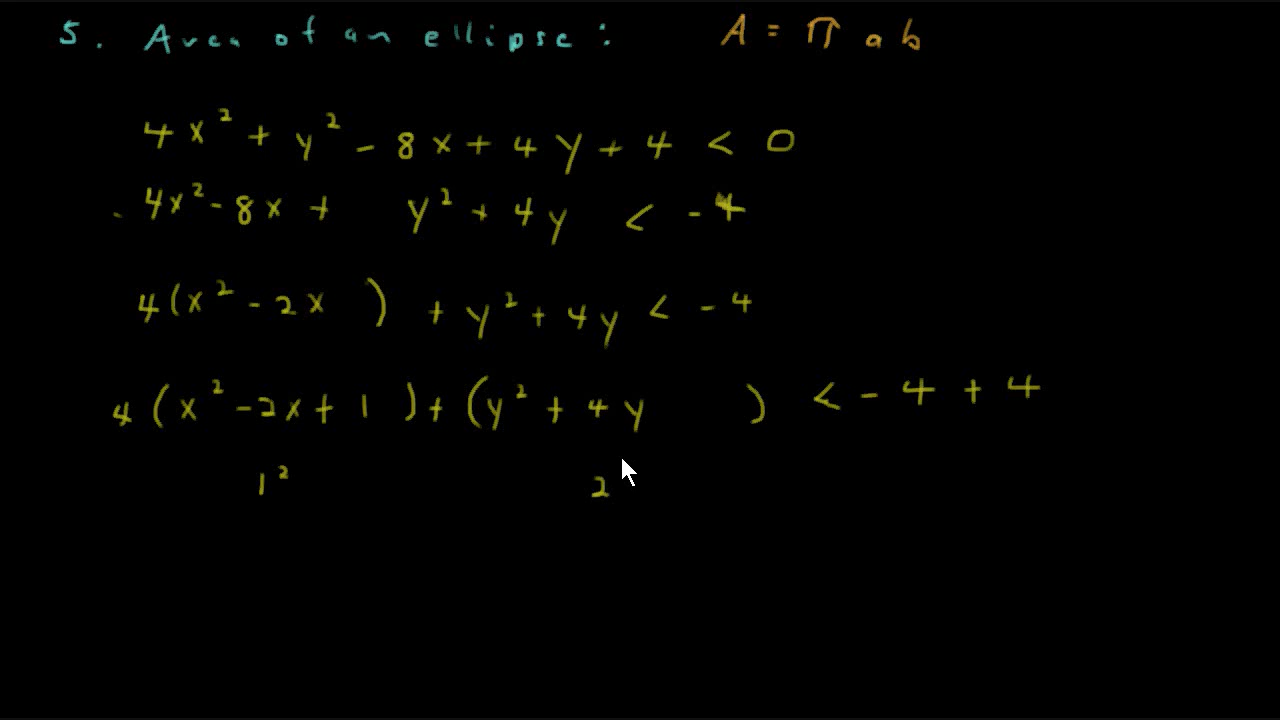 5. Area of an ellipse: A = π a b
4x² + y² - 8x + 4y + 4 < 0
4x² - 8x + y² + 4y < -4
4(x² - 2x ) + y² + 4y < -4
4(x² - 2x + 1 ) + (y² + 4y ) < -4 + 4
1² 2